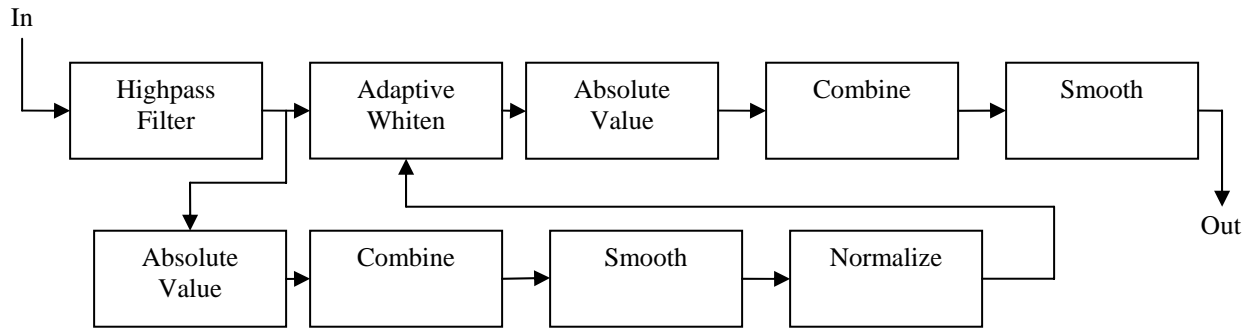 In
Highpass
Filter
Adaptive
Whiten
Absolute
Value
Combine
Smooth
Out
Absolute
Value
Combine
Smooth
Normalize